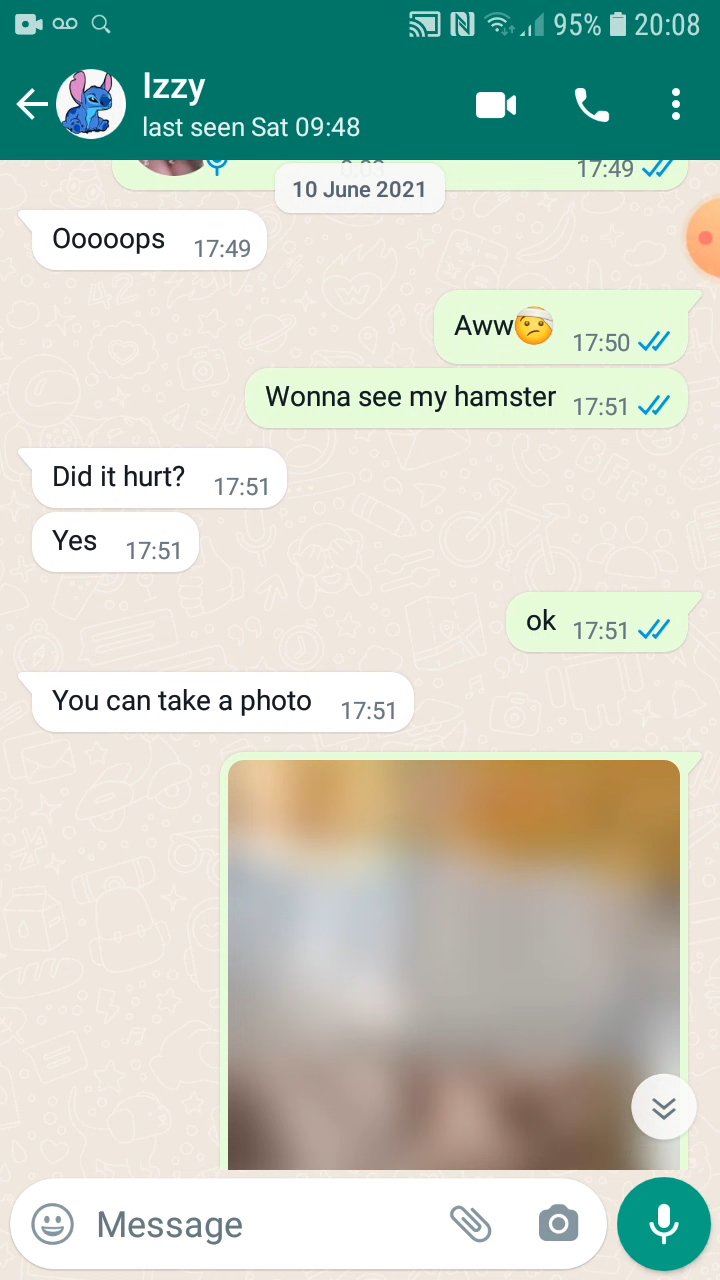 95% 20:08
Izzy
last seen Sat 09:48
17:49
10 June 2021
Ooooops 17:49
Aww🤕 17:50
Wonna see my hamster 17:51
Did it hurt? 17:51
Yes 17:51
ok 17:51
You can take a photo 17:51
Message